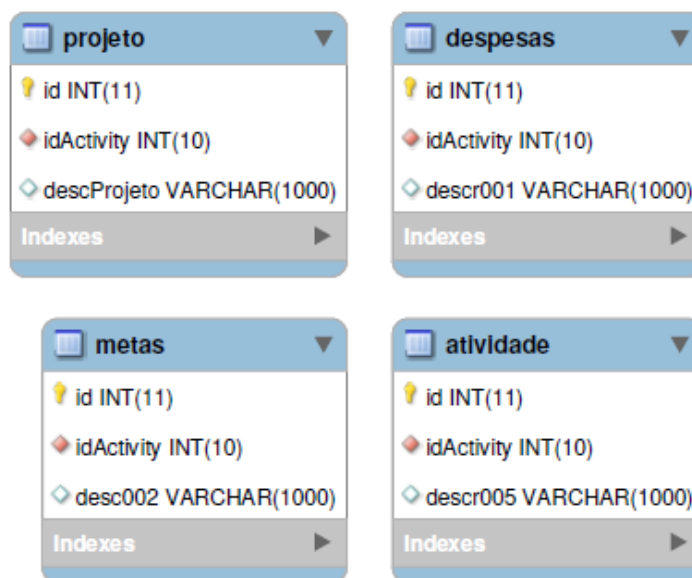 projeto
id INT(11)
idActivity INT(10)
descProjeto VARCHAR(1000)
Indexes
despesas
id INT(11)
idActivity INT(10)
descr001 VARCHAR(1000)
Indexes
metas
id INT(11)
idActivity INT(10)
desc002 VARCHAR(1000)
Indexes
atividade
id INT(11)
idActivity INT(10)
descr005 VARCHAR(1000)
Indexes